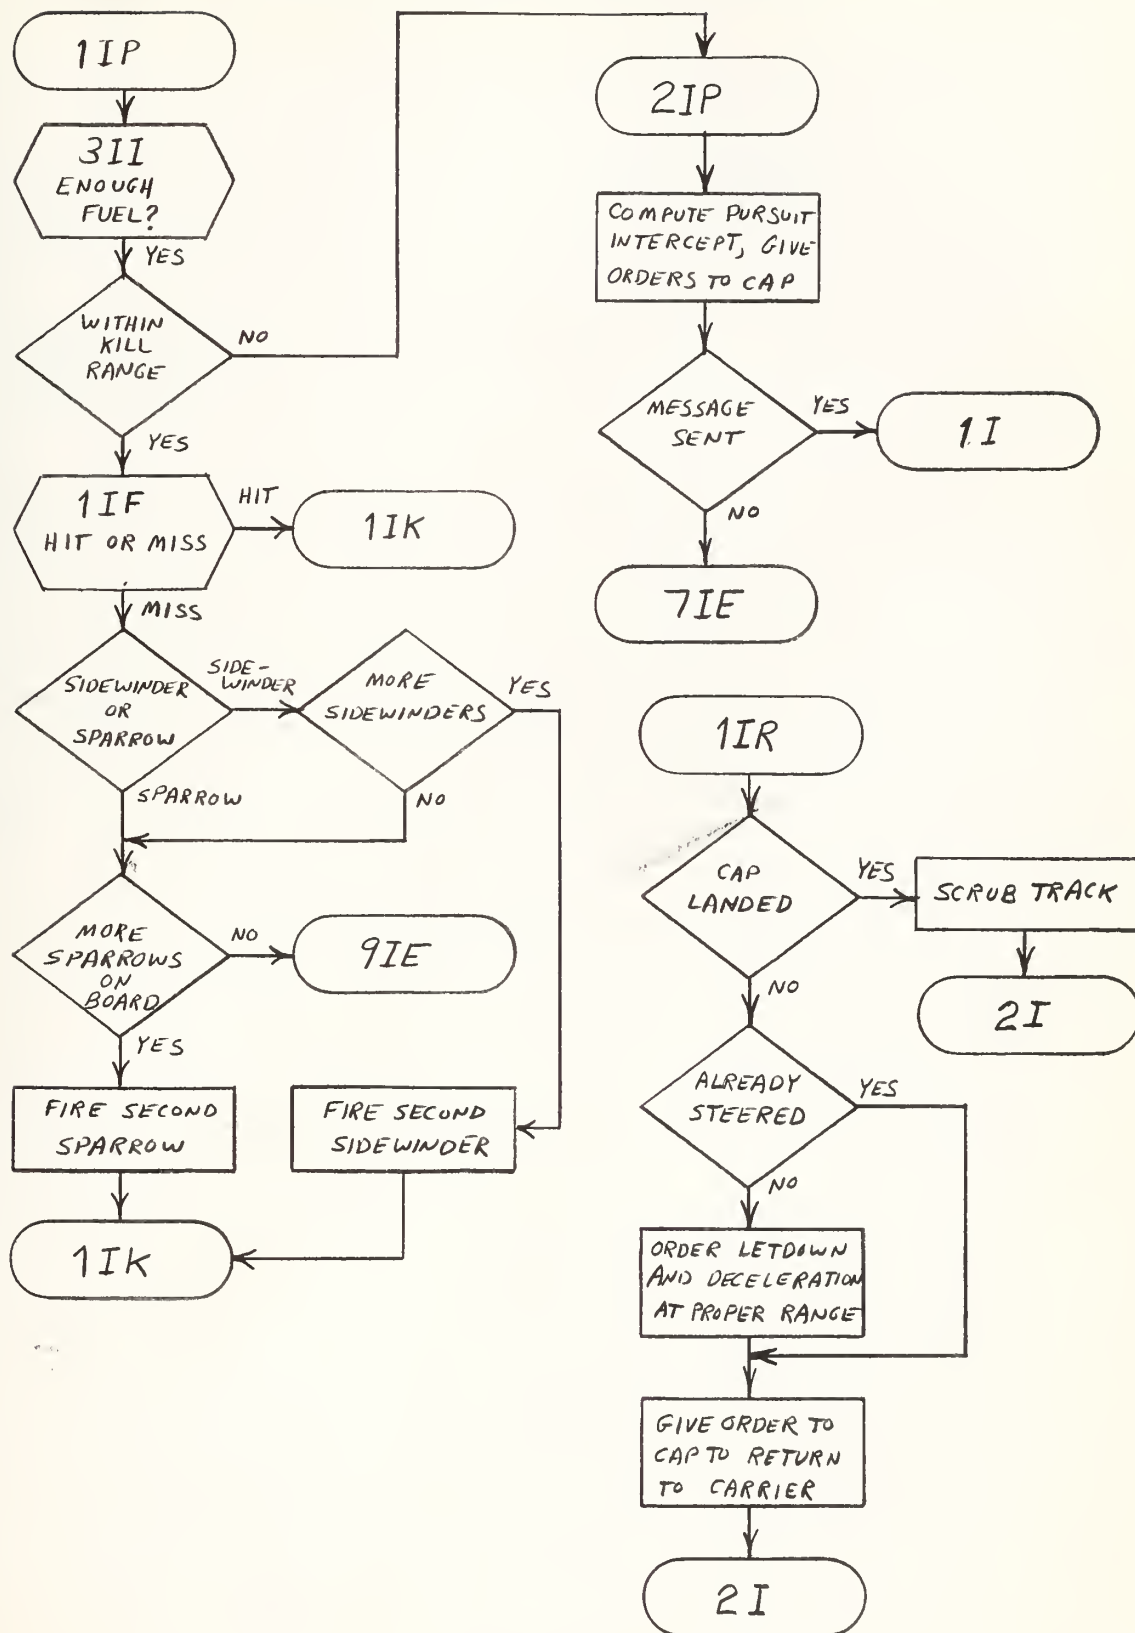 1IP
3II
ENOUGH
FUEL?
YES
WITHIN
KILL
RANGE
NO
YES
1IF
HIT OR MISS
HIT
1IK
MISS
SIDEWINDER
OR
SPARROW
SIDE-
WINDER
MORE
SIDEWINDERS
YES
SPARROW
NO
MORE
SPARROWS
ON
BOARD
NO
9IE
YES
FIRE SECOND
SPARROW
FIRE SECOND
SIDEWINDER
1IK
2IP
COMPUTE PURSUIT
INTERCEPT, GIVE
ORDERS TO CAP
MESSAGE
SENT
YES
1I
NO
7IE
1IR
CAP
LANDED
YES
SCRUB TRACK
2I
NO
ALREADY
STEERED
YES
NO
ORDER LETDOWN
AND DECELERATION
AT PROPER RANGE
GIVE ORDER TO
CAP TO RETURN
TO CARRIER
2I